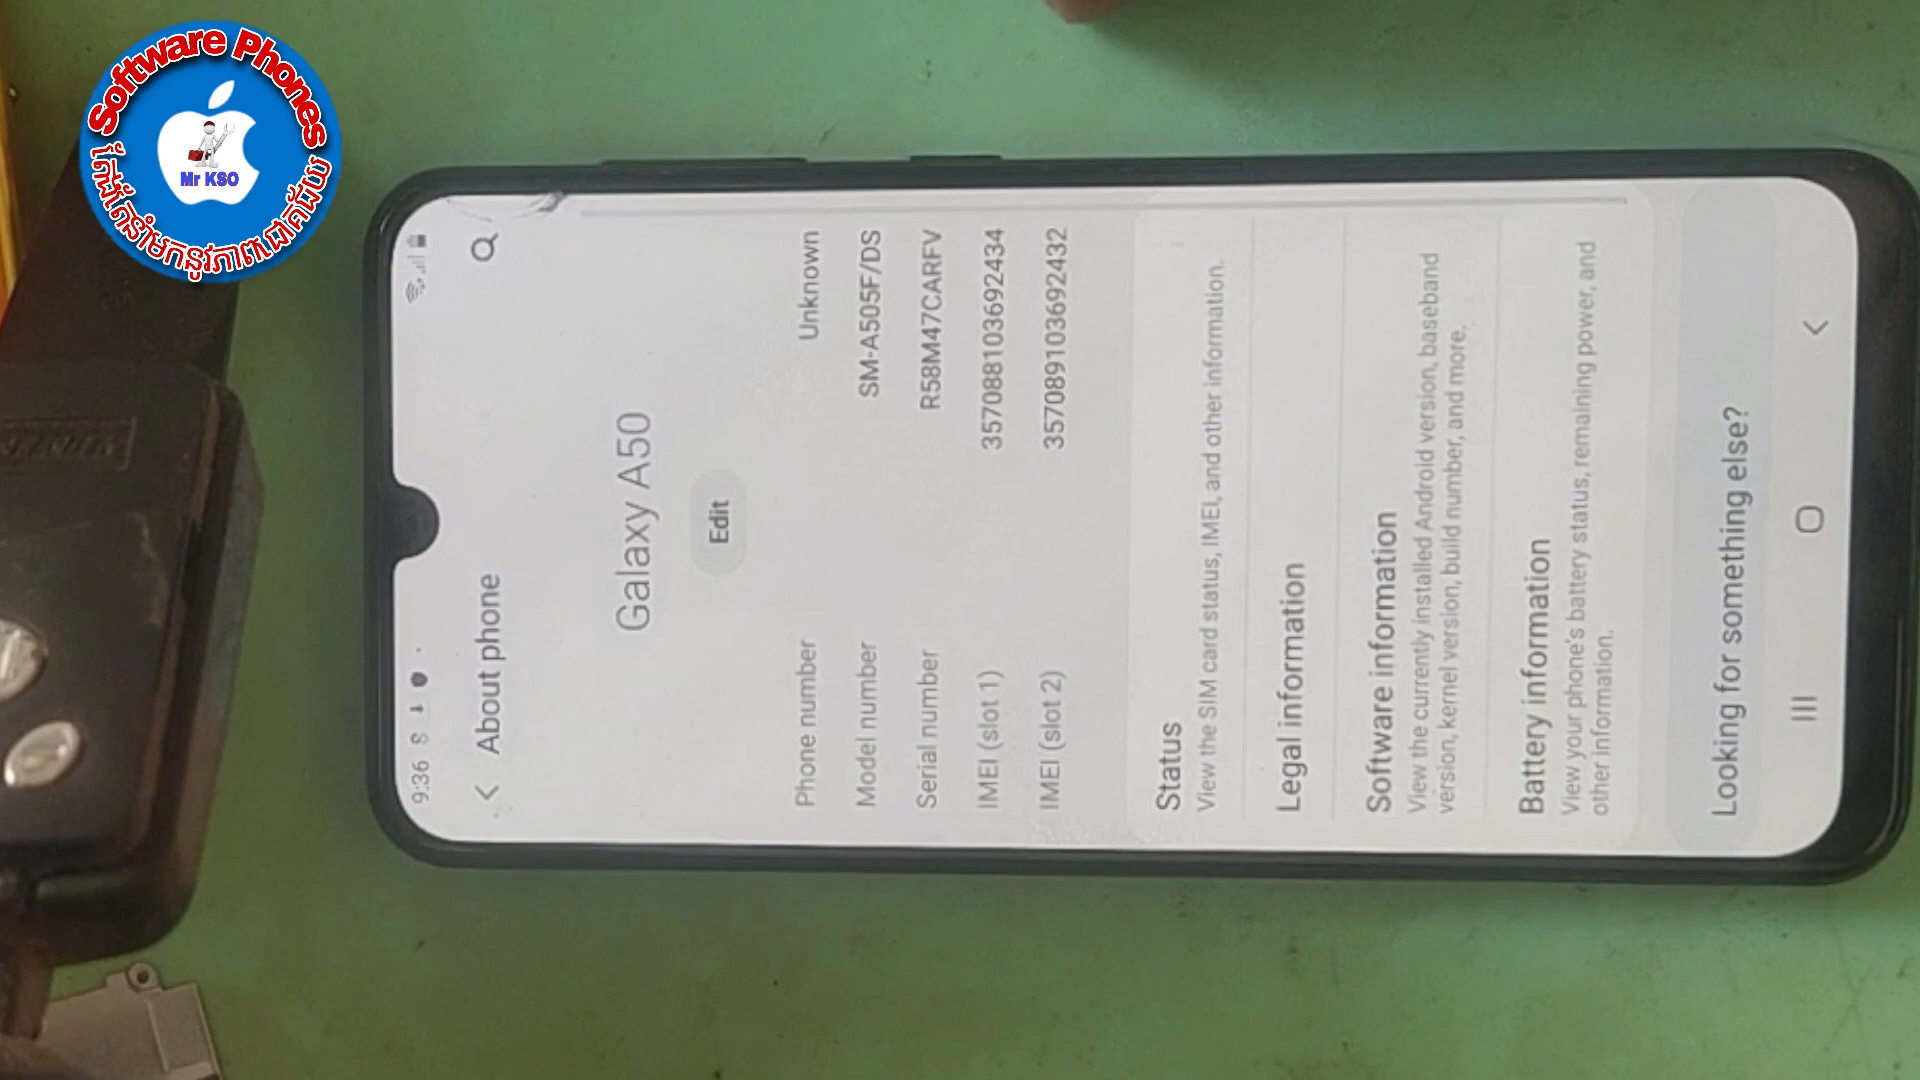 Software Phones
Mr KSO
9:36
About phone
Galaxy A50
Edit
Phone number Unknown
Model number SM-A505F/DS
Serial number R58M47CARFV
IMEI (slot 1) 357088103692434
IMEI (slot 2) 357089103692432
Status
View the SIM card status, IMEI, and other information.
Legal information
Software information
View the currently installed Android version, baseband
version, kernel version, build number, and more.
Battery information
View your phone's battery status, remaining power, and
other information.
Looking for something else?